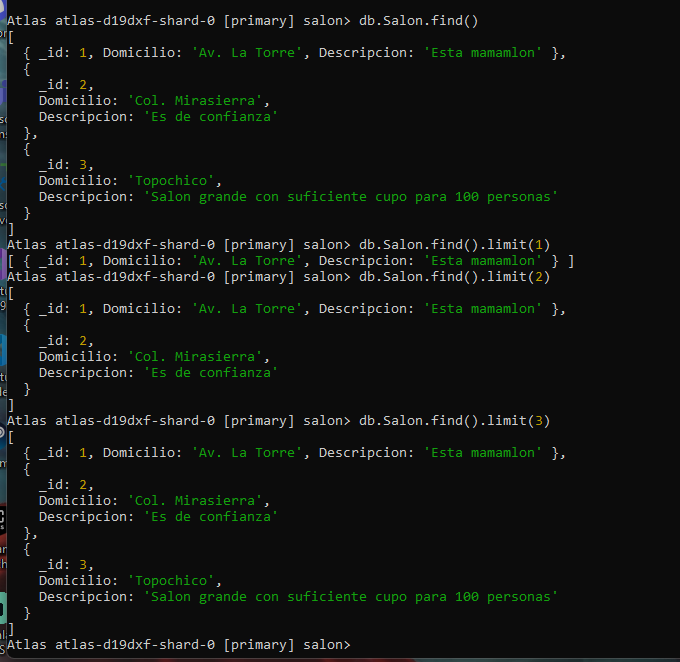 Atlas atlas-d19dxf-shard-0 [primary] salon> db.Salon.find()
[
  { _id: 1, Domicilio: 'Av. La Torre', Descripcion: 'Esta mamamlon' },
  {
    _id: 2,
    Domicilio: 'Col. Mirasierra',
    Descripcion: 'Es de confianza'
  },
  {
    _id: 3,
    Domicilio: 'Topochico',
    Descripcion: 'Salon grande con suficiente cupo para 100 personas'
  }
]
Atlas atlas-d19dxf-shard-0 [primary] salon> db.Salon.find().limit(1)
[ { _id: 1, Domicilio: 'Av. La Torre', Descripcion: 'Esta mamamlon' } ]
Atlas atlas-d19dxf-shard-0 [primary] salon> db.Salon.find().limit(2)
[
  { _id: 1, Domicilio: 'Av. La Torre', Descripcion: 'Esta mamamlon' },
  {
    _id: 2,
    Domicilio: 'Col. Mirasierra',
    Descripcion: 'Es de confianza'
  }
]
Atlas atlas-d19dxf-shard-0 [primary] salon> db.Salon.find().limit(3)
[
  { _id: 1, Domicilio: 'Av. La Torre', Descripcion: 'Esta mamamlon' },
  {
    _id: 2,
    Domicilio: 'Col. Mirasierra',
    Descripcion: 'Es de confianza'
  },
  {
    _id: 3,
    Domicilio: 'Topochico',
    Descripcion: 'Salon grande con suficiente cupo para 100 personas'
  }
]
Atlas atlas-d19dxf-shard-0 [primary] salon>